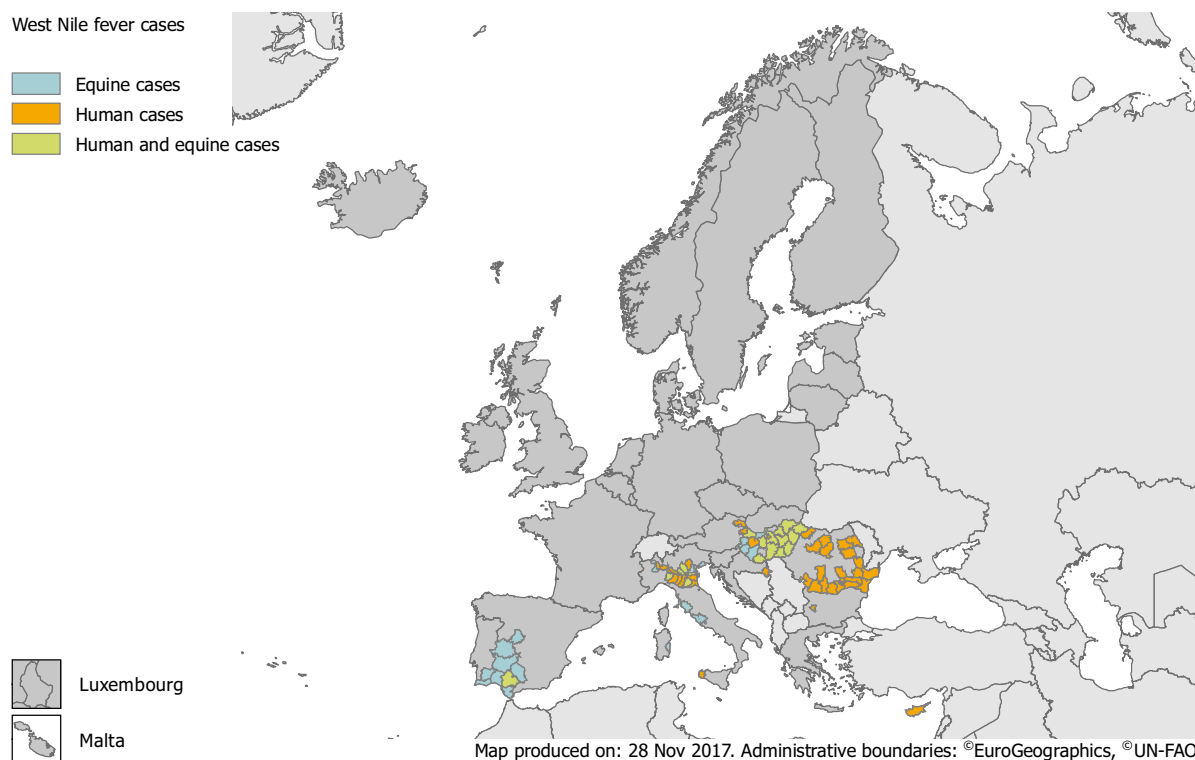 West Nile fever cases
Equine cases
Human cases
Human and equine cases
Luxembourg
Malta
Map produced on: 28 Nov 2017. Administrative boundaries: ©EuroGeographics, ©UN-FAO